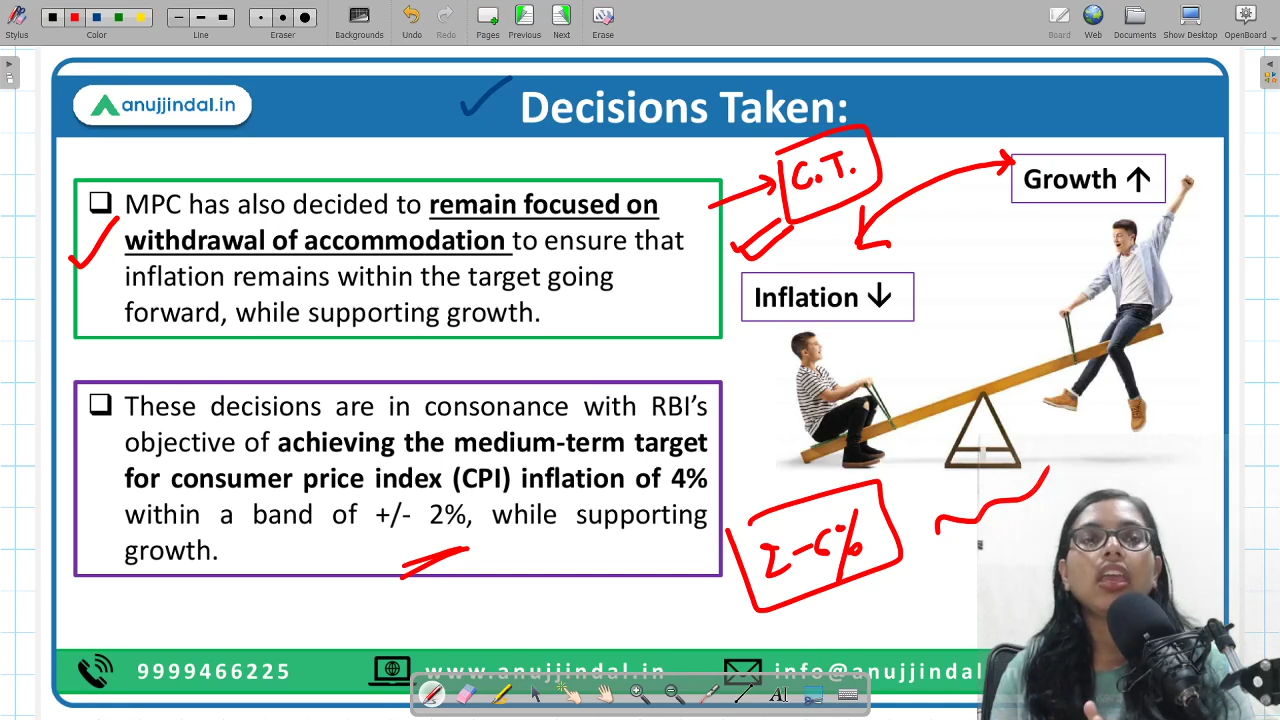 Stylus
Color
Line
Eraser
Backgrounds
Undo
Redo
Pages
Previous
Next
Erase
Board
Web
Documents
Show Desktop
OpenBoard
anujjindal.in
Decisions Taken:
MPC has also decided to remain focused on
withdrawal of accommodation to ensure that
inflation remains within the target going
forward, while supporting growth.
C.T.
Growth ↑
Inflation ↓
These decisions are in consonance with RBI's
objective of achieving the medium-term target
for consumer price index (CPI) inflation of 4%
within a band of +/- 2%, while supporting
growth.
2-6%
9999466225
www.anujjindal.in
info@anujjindal
AI